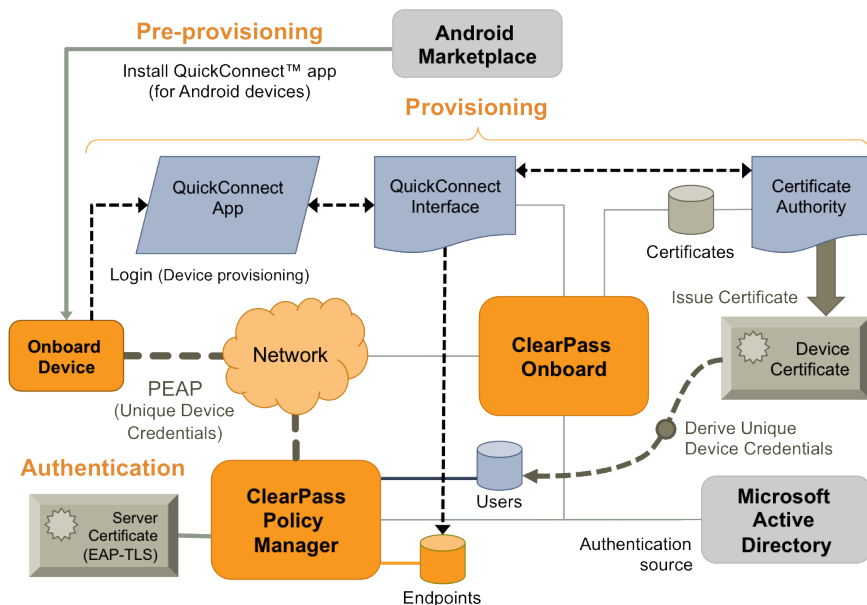 Pre-provisioning
Android
Marketplace
Install QuickConnect™ app
(for Android devices)
Provisioning
QuickConnect
App
QuickConnect
Interface
Certificate
Authority
Certificates
Login (Device provisioning)
Issue Certificate
Onboard
Device
Network
ClearPass
Onboard
Device
Certificate
PEAP
(Unique Device
Credentials)
Derive Unique
Device Credentials
Authentication
Users
Server
Certificate
(EAP-TLS)
ClearPass
Policy
Manager
Microsoft
Active
Directory
Authentication
source
Endpoints